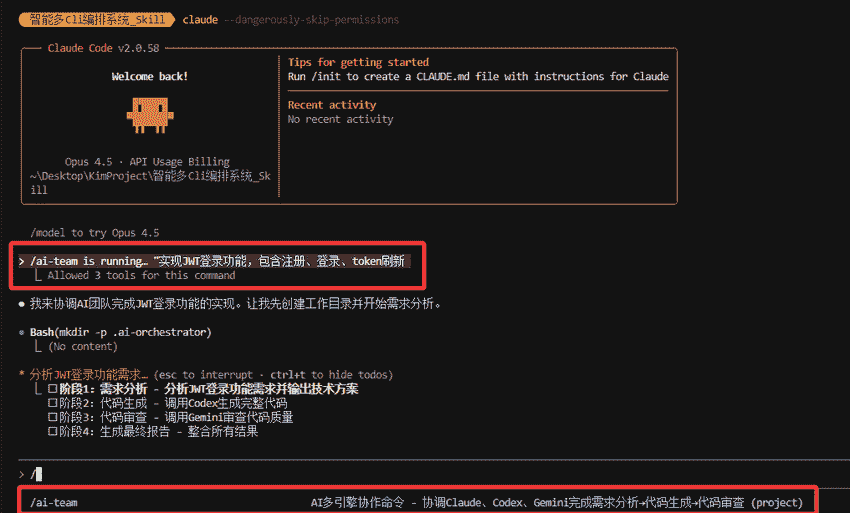 智能多Cli编排系统_Skill claude --dangerously-skip-permissions
Claude Code v2.0.58
Welcome back!
Tips for getting started
Run /init to create a CLAUDE.md file with instructions for Claude
Recent activity
No recent activity
Opus 4.5 · API Usage Billing
~\Desktop\KimProject\智能多Cli编排系统_Sk
ill
/model to try Opus 4.5
> /ai-team is running… "实现JWT登录功能，包含注册、登录、token刷新
Allowed 3 tools for this command
● 我来协调AI团队完成JWT登录功能的实现。让我先创建工作目录并开始需求分析。
Bash(mkdir -p .ai-orchestrator)
(No content)
* 分析JWT登录功能需求… (esc to interrupt · ctrl+t to hide todos)
☐ 阶段1: 需求分析 - 分析JWT登录功能需求并输出技术方案
☐ 阶段2: 代码生成 - 调用Codex生成完整代码
☐ 阶段3: 代码审查 - 调用Gemini审查代码质量
☐ 阶段4: 生成最终报告 - 整合所有结果
> /
/ai-team AI多引擎协作命令 - 协调Claude、Codex、Gemini完成需求分析→代码生成→代码审查 (project)